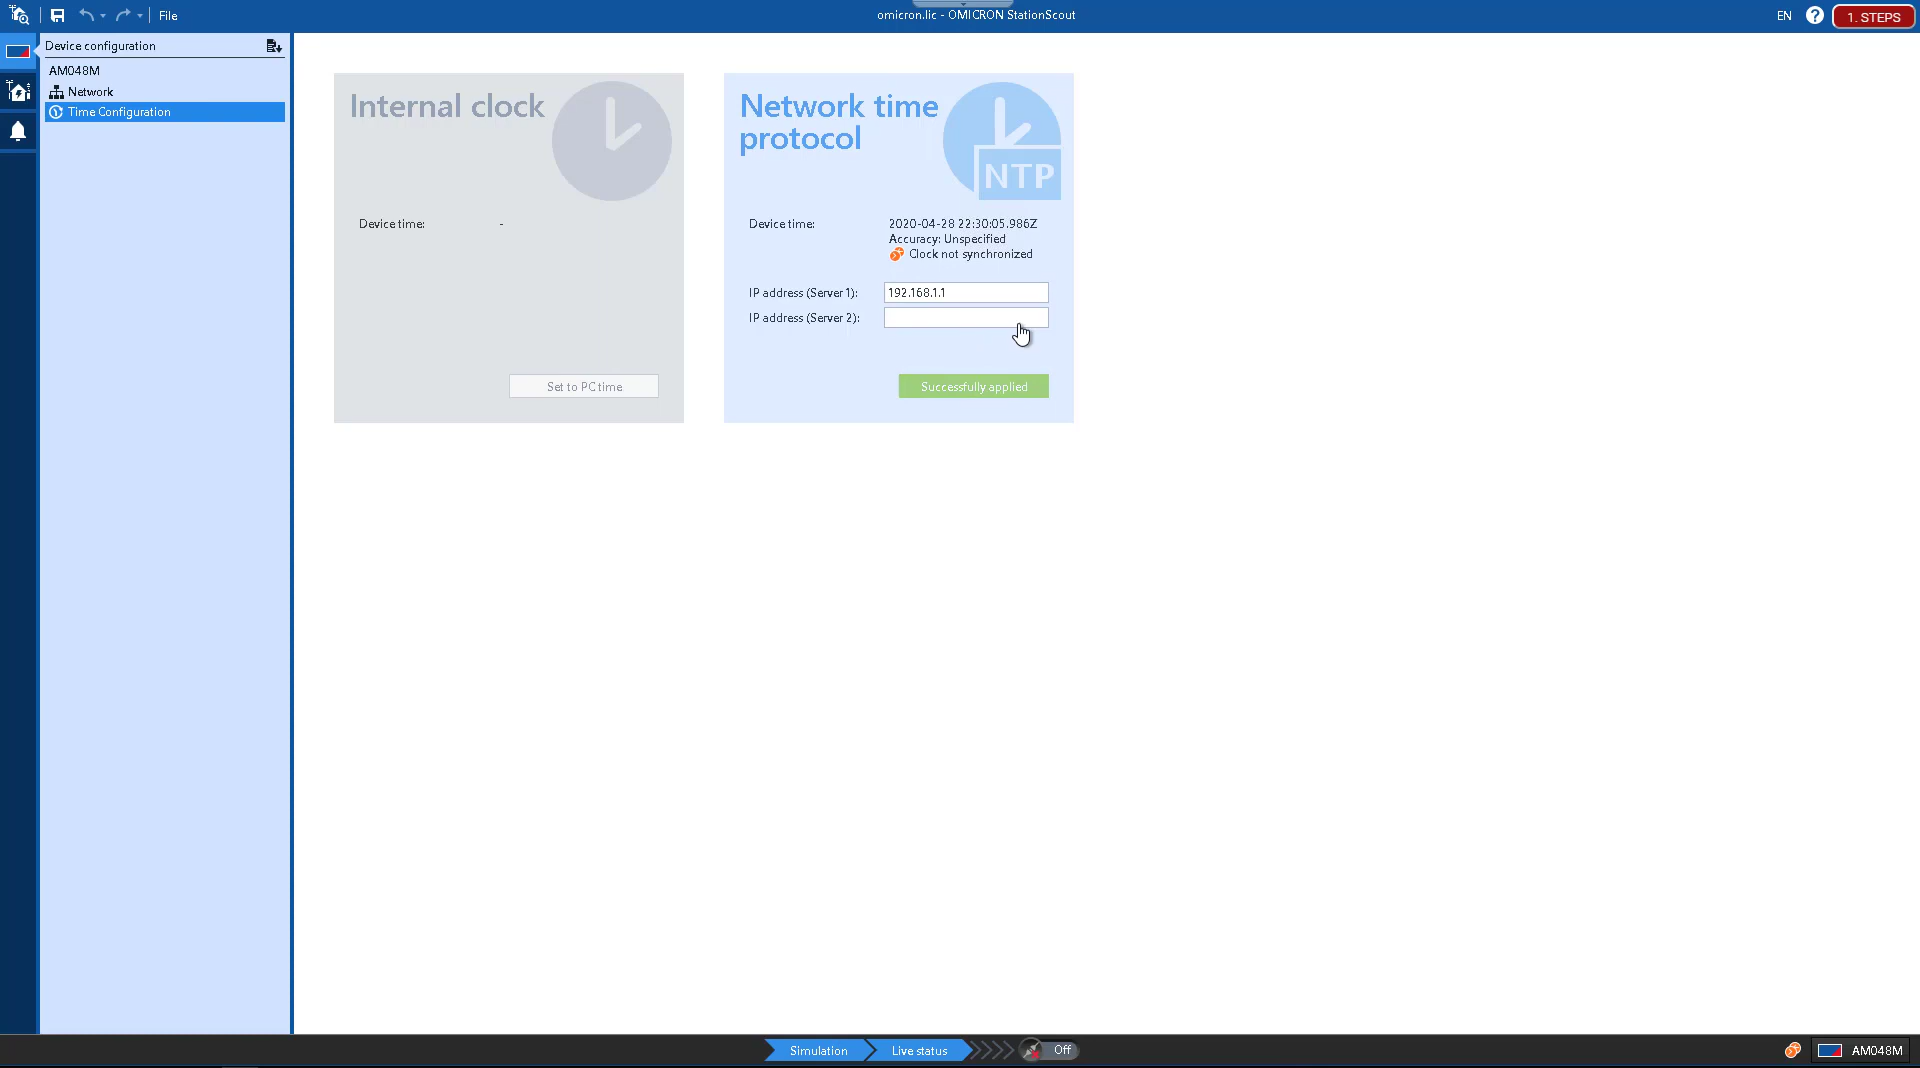 File
omicron.lic - OMICRON StationScout
EN
?
1. STEPS
Device configuration
AM048M
Network
Time Configuration
Internal clock
Device time: -
Set to PC time
Network time
protocol
NTP
Device time: 2020-04-28 22:30:05.986Z
Accuracy: Unspecified
Clock not synchronized
IP address (Server 1): 192.168.1.1
IP address (Server 2):
Successfully applied
Simulation
Live status
Off
AM048M